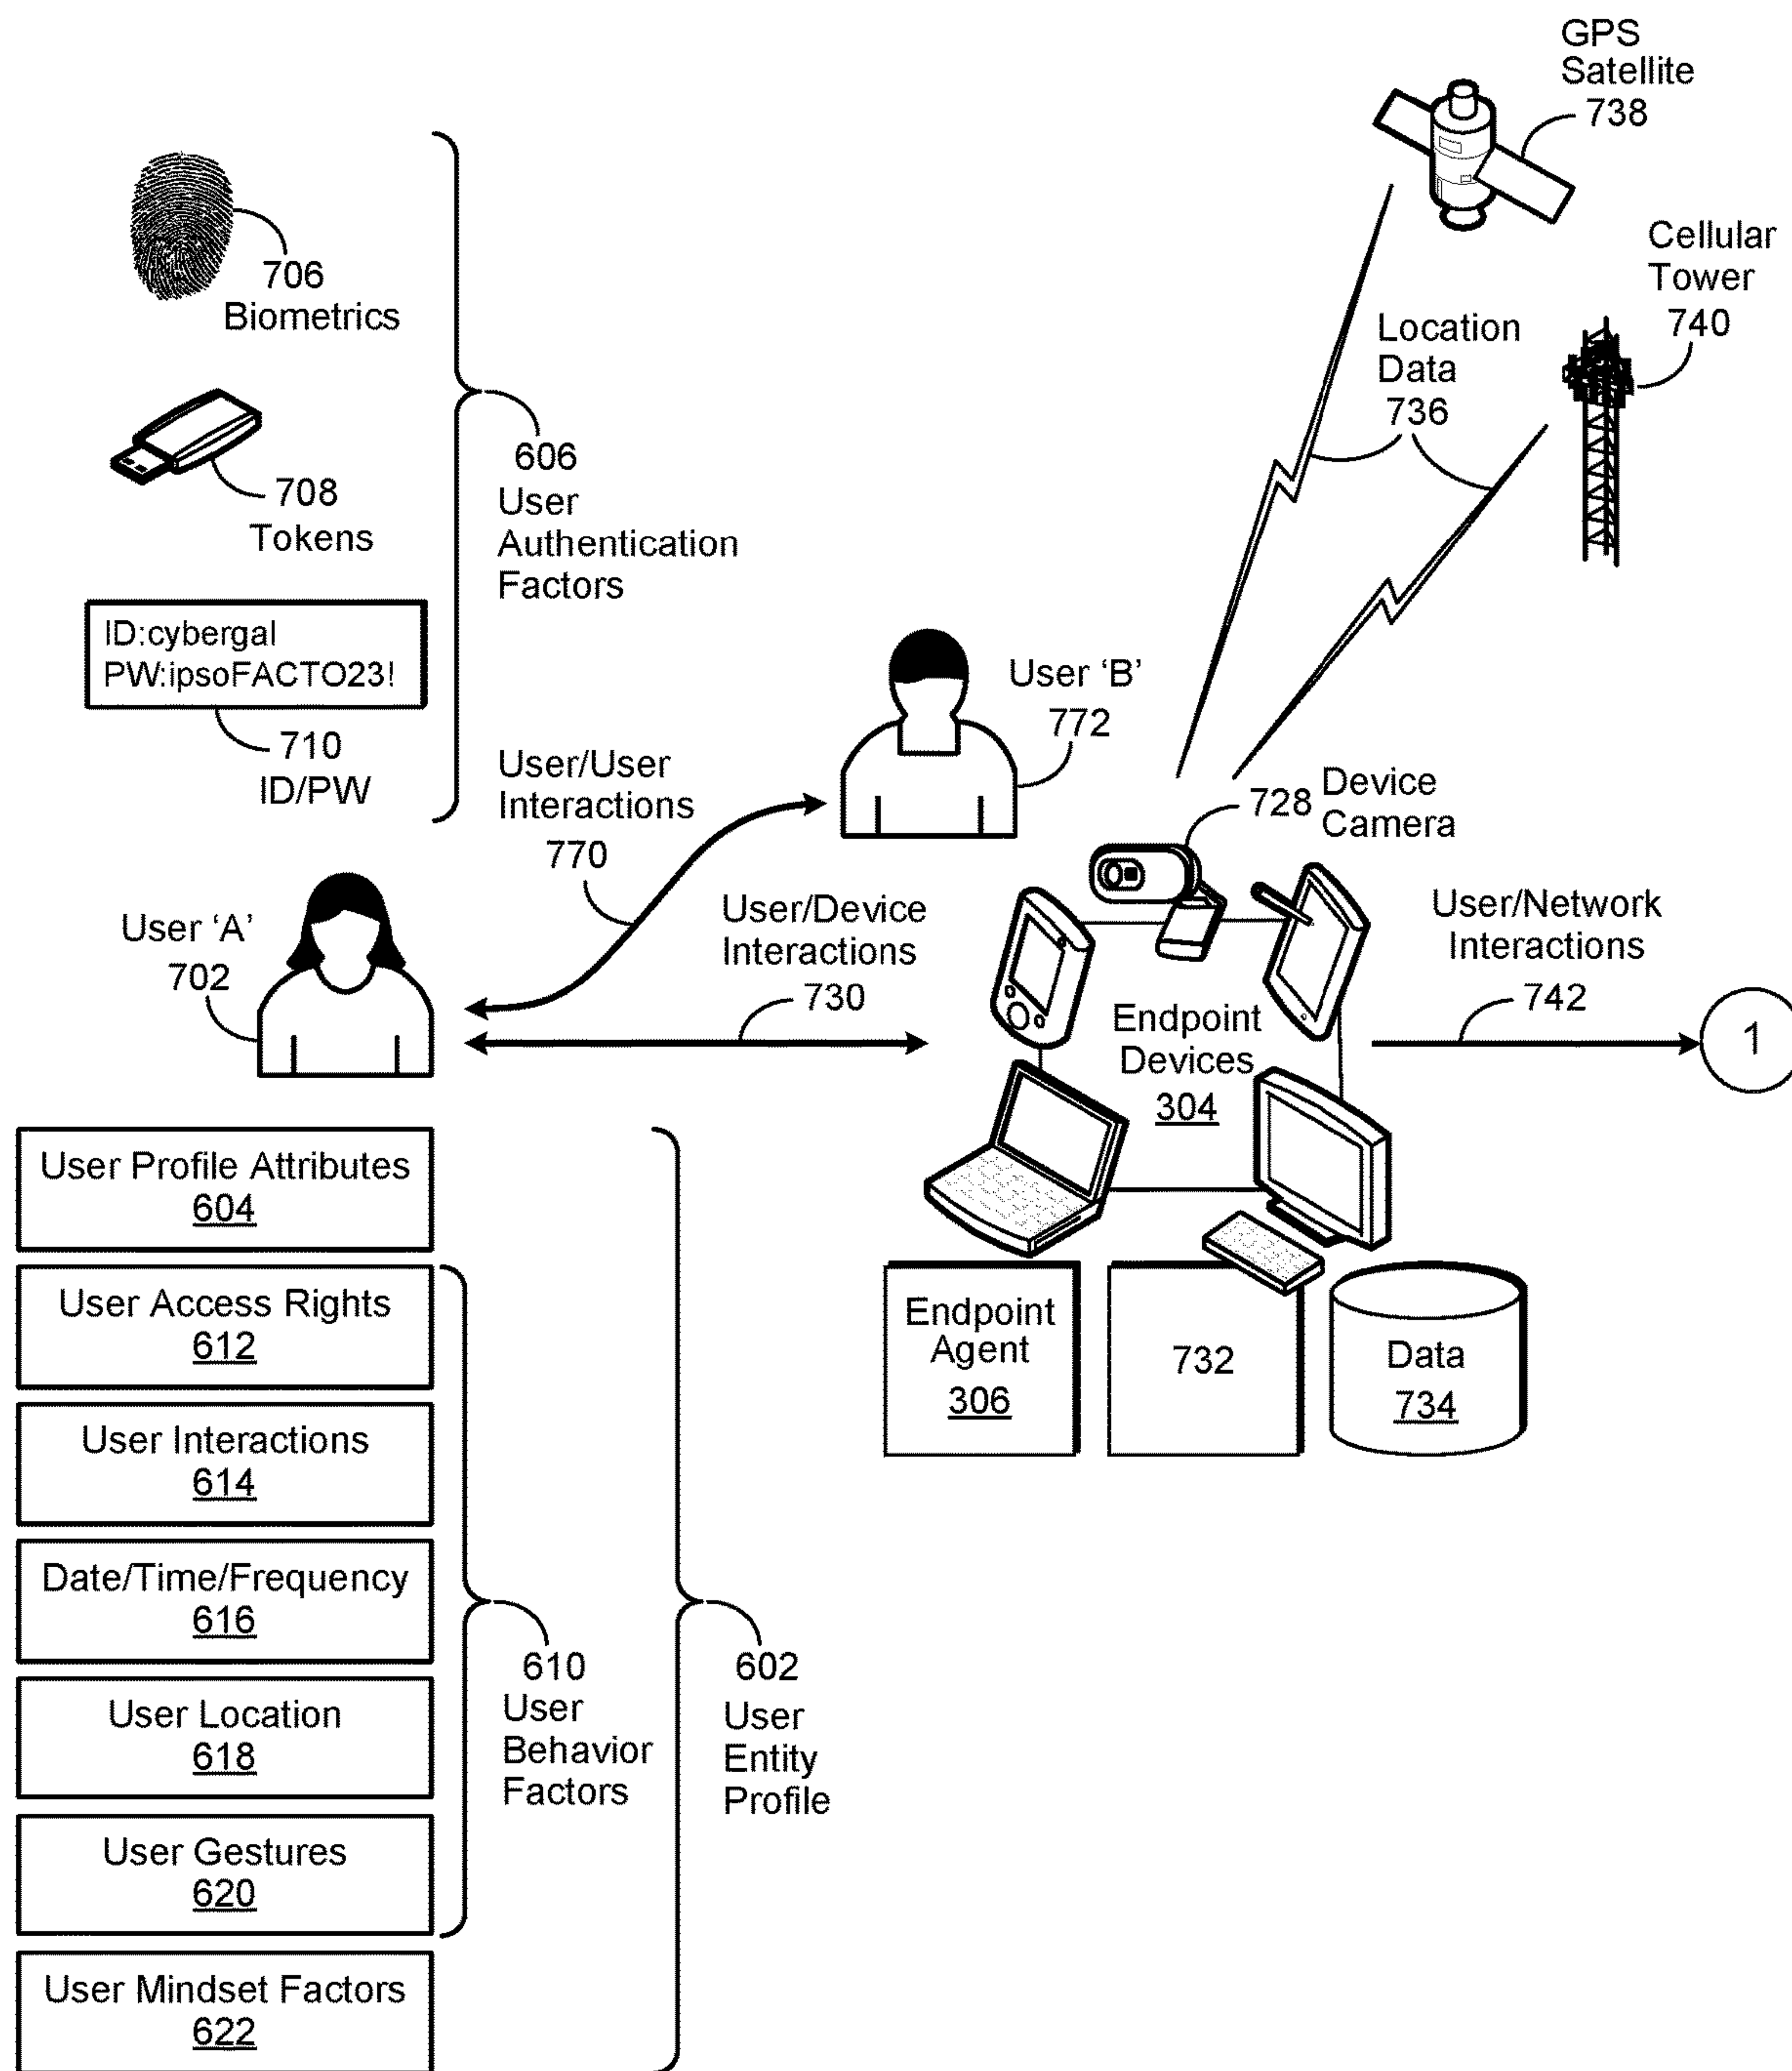 GPS
Satellite
738
Cellular
Tower
740
Location
Data
736
706
Biometrics
708
Tokens
ID:cybergal
PW:ipsoFACTO23!
710
ID/PW
606
User
Authentication
Factors
User/User
Interactions
770
User 'B'
772
728
Device
Camera
User 'A'
702
User/Device
Interactions
730
Endpoint
Devices
304
User/Network
Interactions
742
1
User Profile Attributes
604
User Access Rights
612
User Interactions
614
Date/Time/Frequency
616
User Location
618
User Gestures
620
User Mindset Factors
622
610
User
Behavior
Factors
602
User
Entity
Profile
Endpoint
Agent
306
732
Data
734